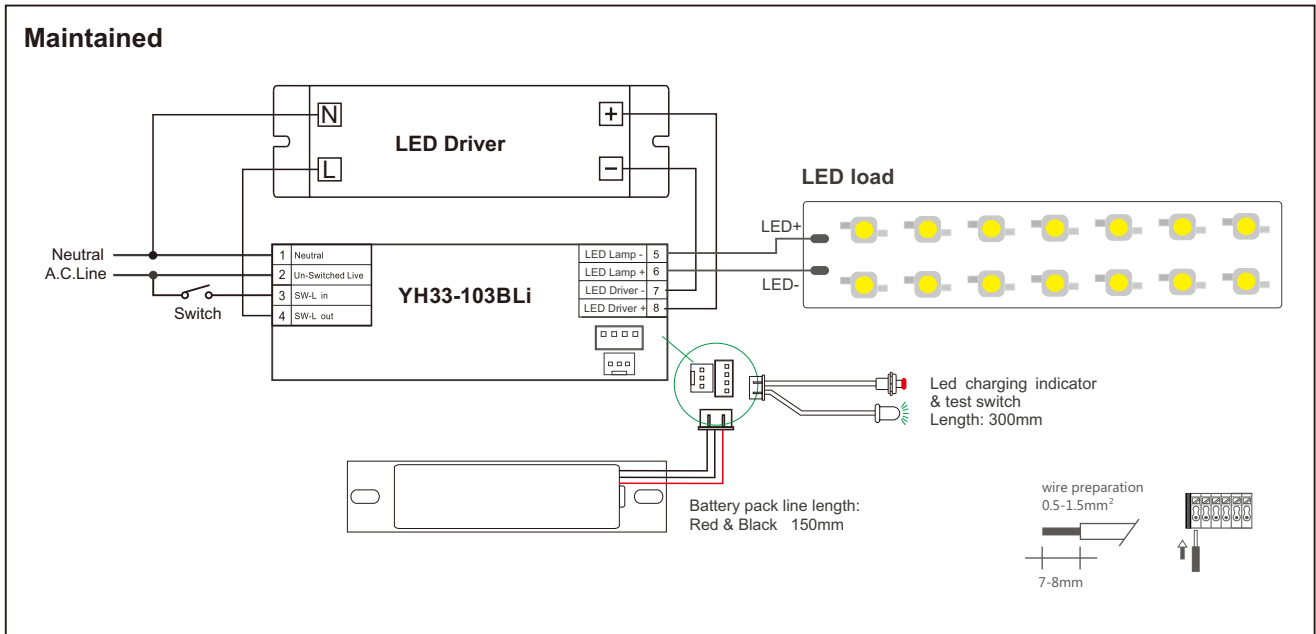 Maintained
N
+
LED Driver
L
−
LED load
LED+
LED-
Neutral
A.C.Line
Switch
1 Neutral
2 Un-Switched Live
3 SW-L in
4 SW-L out
YH33-103BLi
LED Lamp - 5
LED Lamp + 6
LED Driver - 7
LED Driver + 8
Led charging indicator
& test switch
Length: 300mm
Battery pack line length:
Red & Black 150mm
wire preparation
0.5-1.5mm²
7-8mm